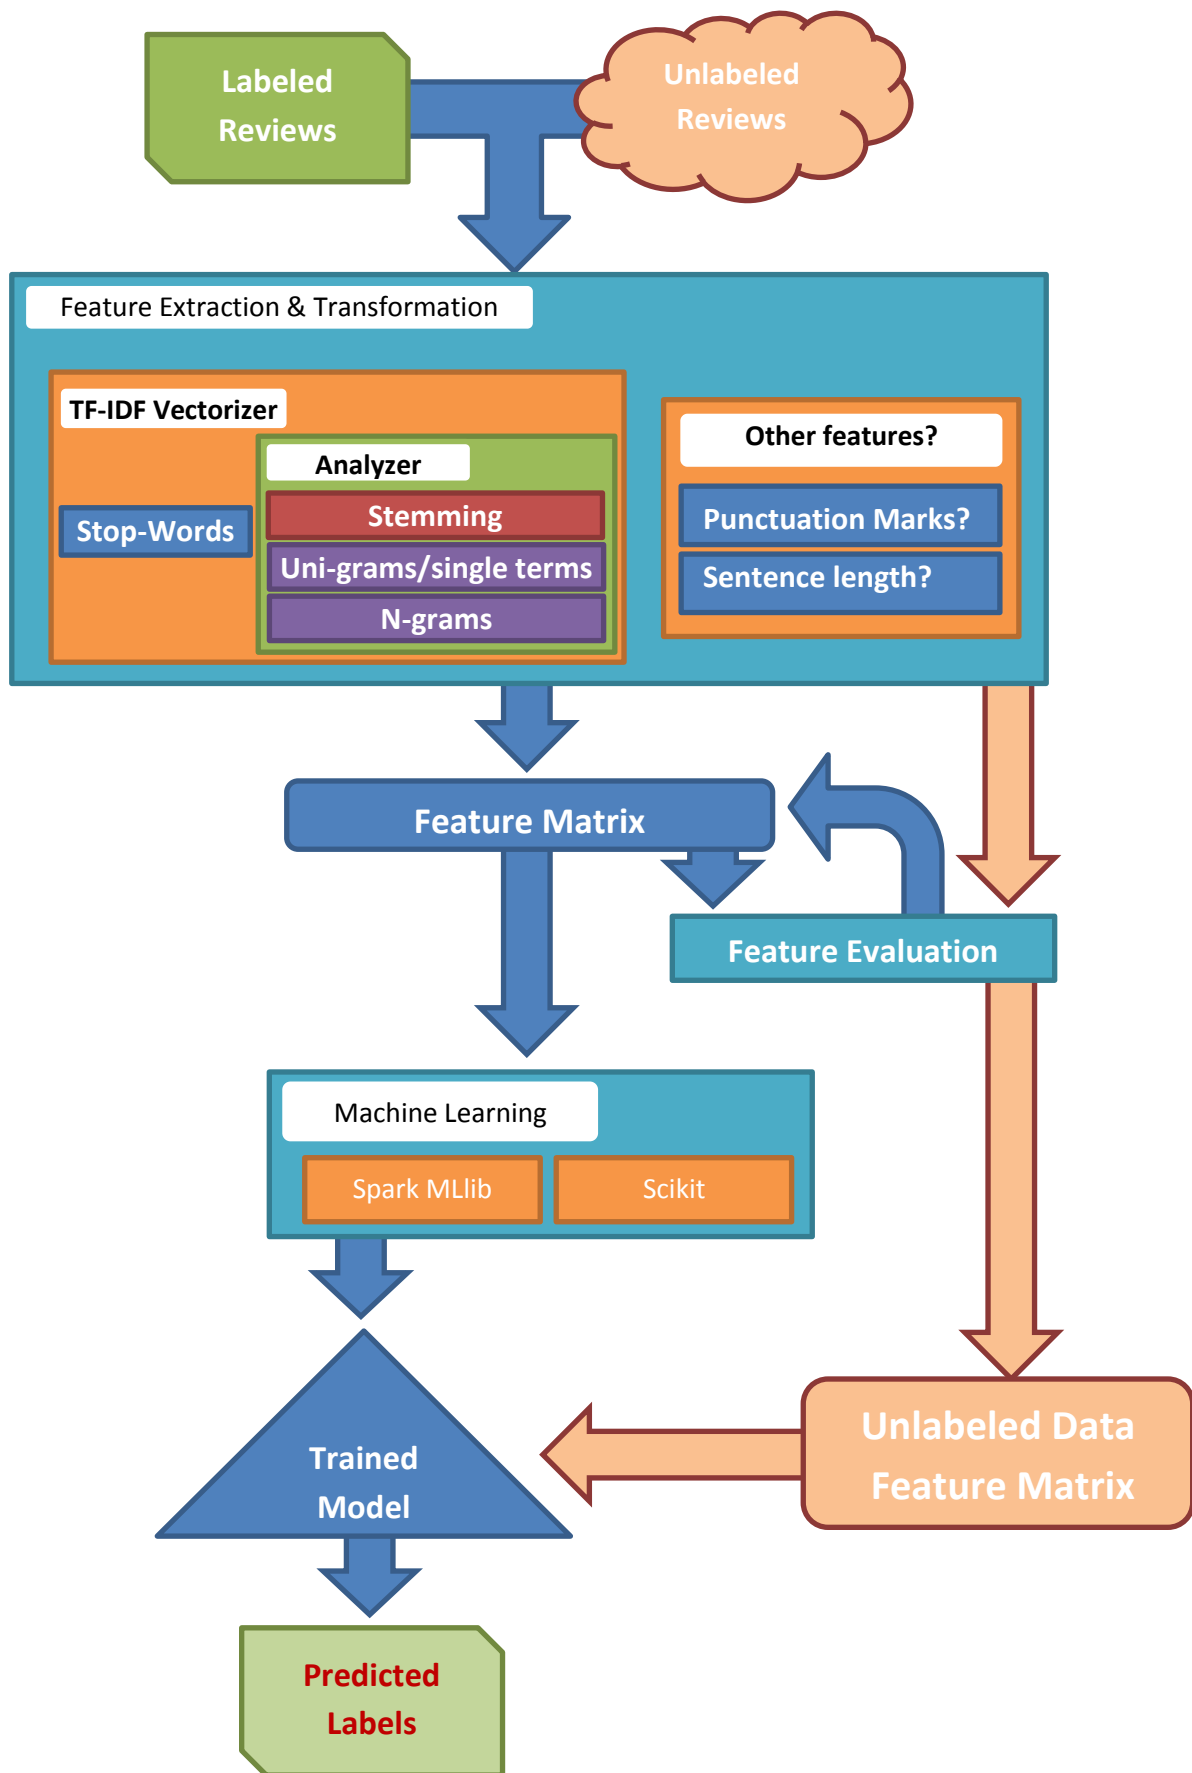 Labeled
Reviews
Unlabeled
Reviews
Feature Extraction & Transformation
TF-IDF Vectorizer
Analyzer
Stop-Words
Stemming
Uni-grams/single terms
N-grams
Other features?
Punctuation Marks?
Sentence length?
Feature Matrix
Feature Evaluation
Machine Learning
Spark MLlib
Scikit
Trained
Model
Unlabeled Data
Feature Matrix
Predicted
Labels